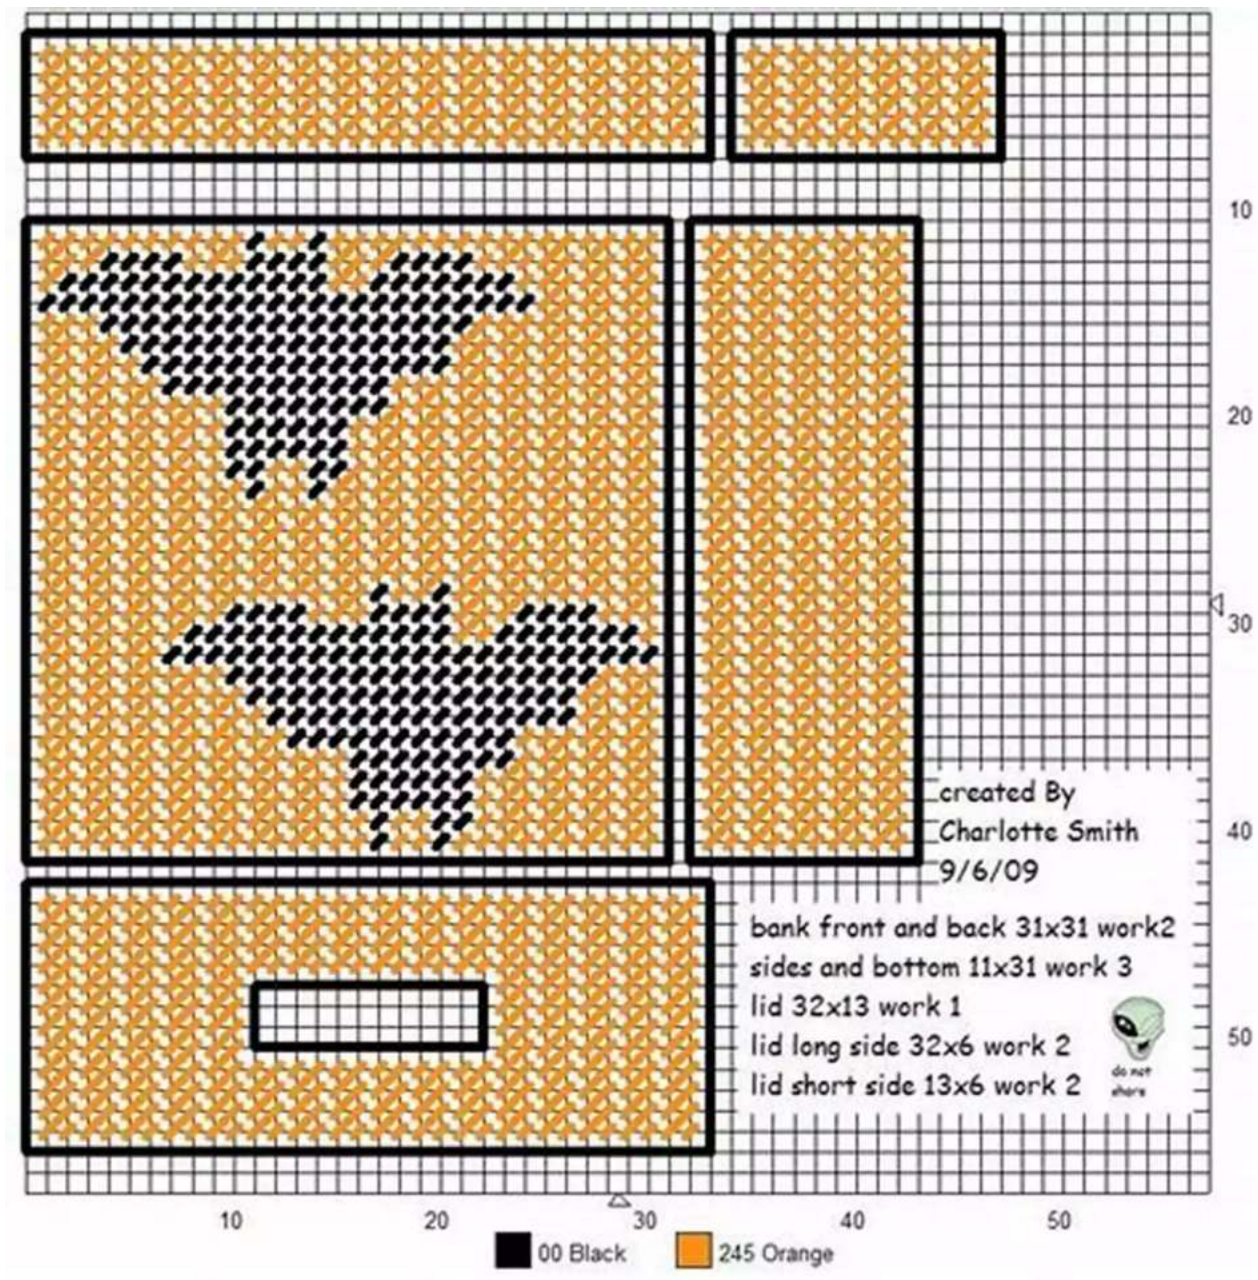 10
20
30
created By
Charlotte Smith
40
9/6/09
bank front and back 31x31 work2
sides and bottom 11x31 work 3
lid 32x13 work 1
lid long side 32x6 work 2
50
lid short side 13x6 work 2
do not
share
10 20 30 40 50
00 Black 245 Orange